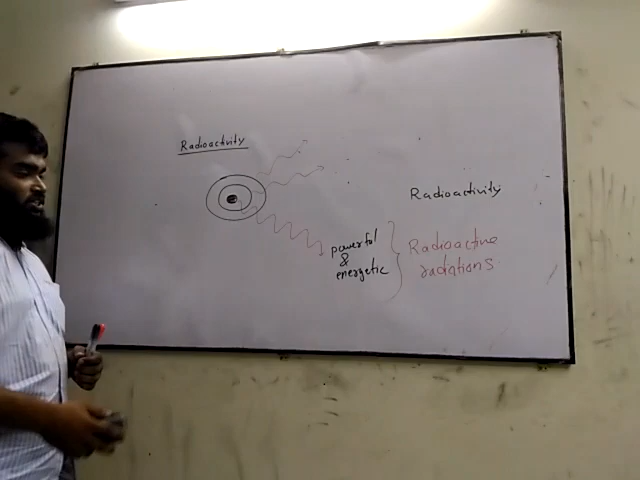 Radioactivity
Radioactivity
powerful
&
energetic
Radioactive
radiations